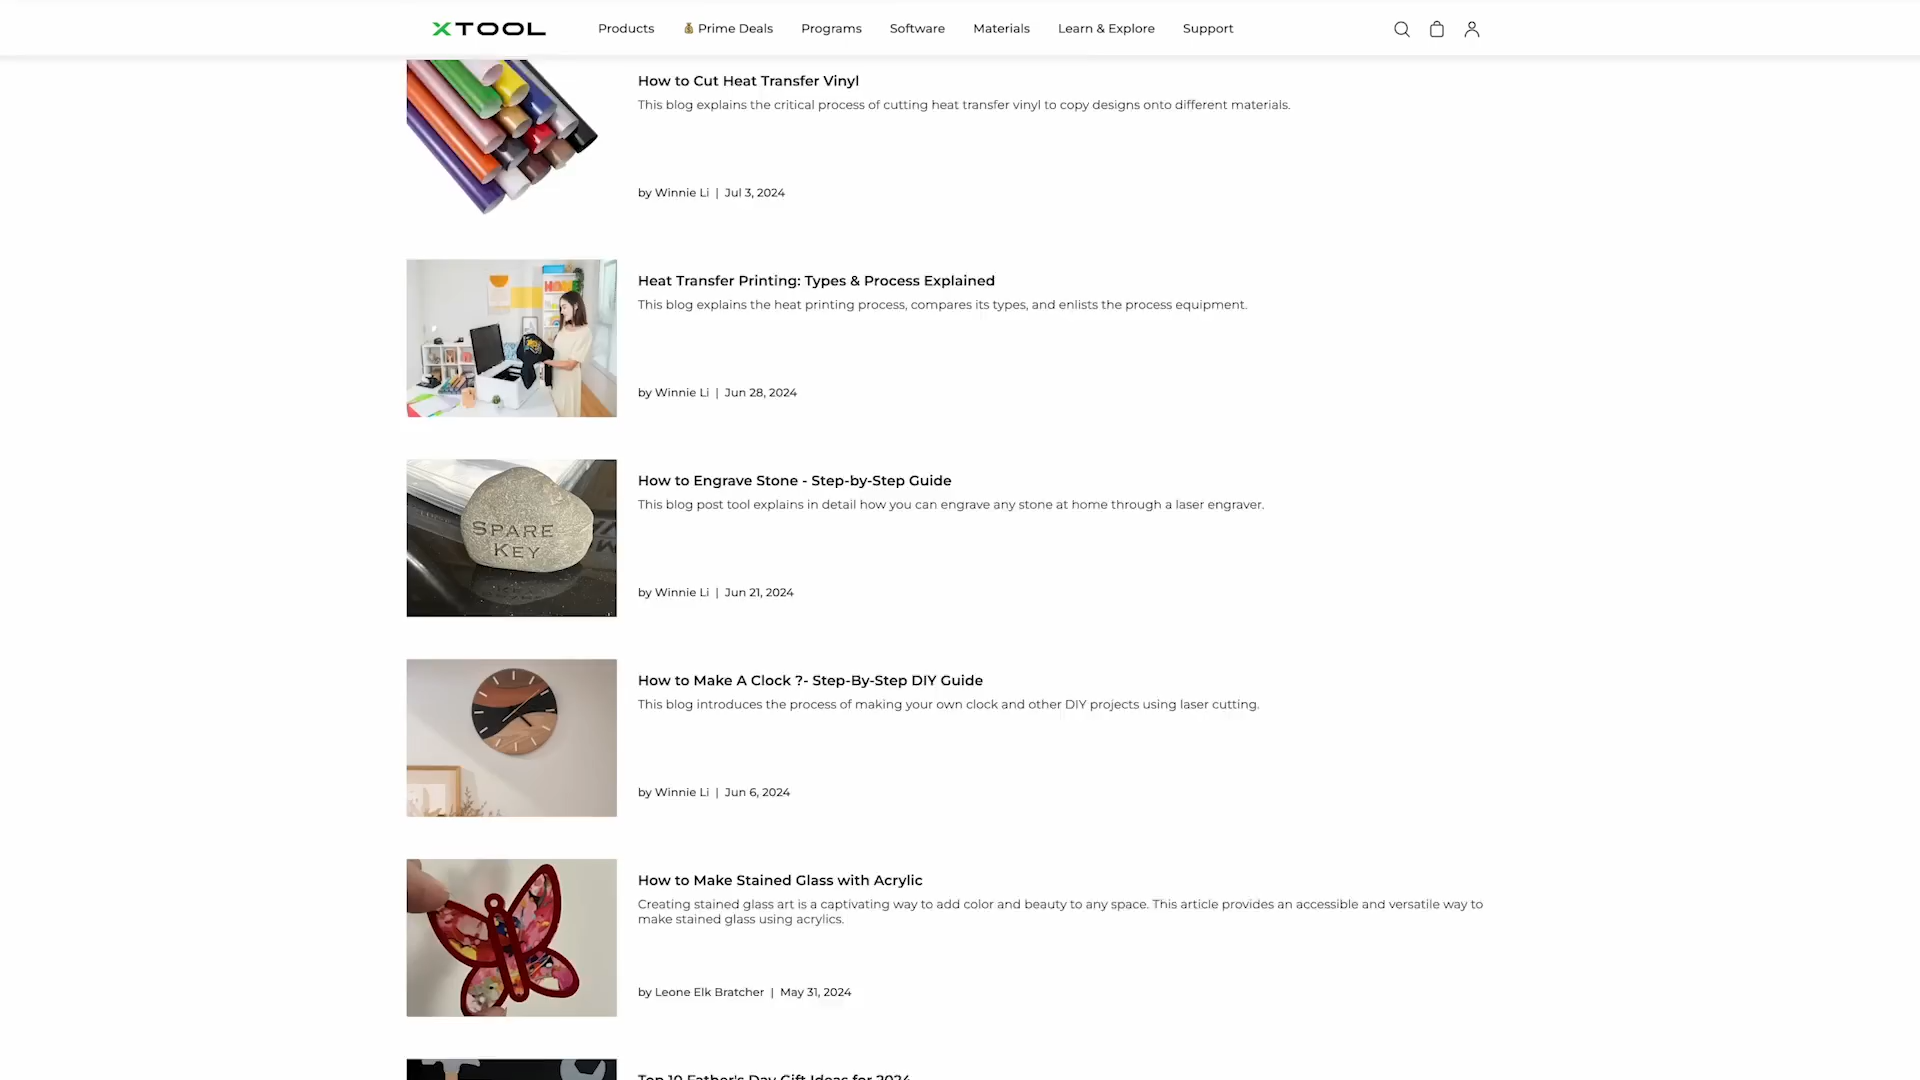 XTOOL
Products
Prime Deals
Programs
Software
Materials
Learn & Explore
Support
How to Cut Heat Transfer Vinyl
This blog explains the critical process of cutting heat transfer vinyl to copy designs onto different materials.
by Winnie Li | Jul 3, 2024
Heat Transfer Printing: Types & Process Explained
This blog explains the heat printing process, compares its types, and enlists the process equipment.
by Winnie Li | Jun 28, 2024
SPARE
KEY
How to Engrave Stone - Step-by-Step Guide
This blog post tool explains in detail how you can engrave any stone at home through a laser engraver.
by Winnie Li | Jun 21, 2024
How to Make A Clock ?- Step-By-Step DIY Guide
This blog introduces the process of making your own clock and other DIY projects using laser cutting.
by Winnie Li | Jun 6, 2024
How to Make Stained Glass with Acrylic
Creating stained glass art is a captivating way to add color and beauty to any space. This article provides an accessible and versatile way to
make stained glass using acrylics.
by Leone Elk Bratcher | May 31, 2024
Top 10 Father's Day Gift Ideas for 2024